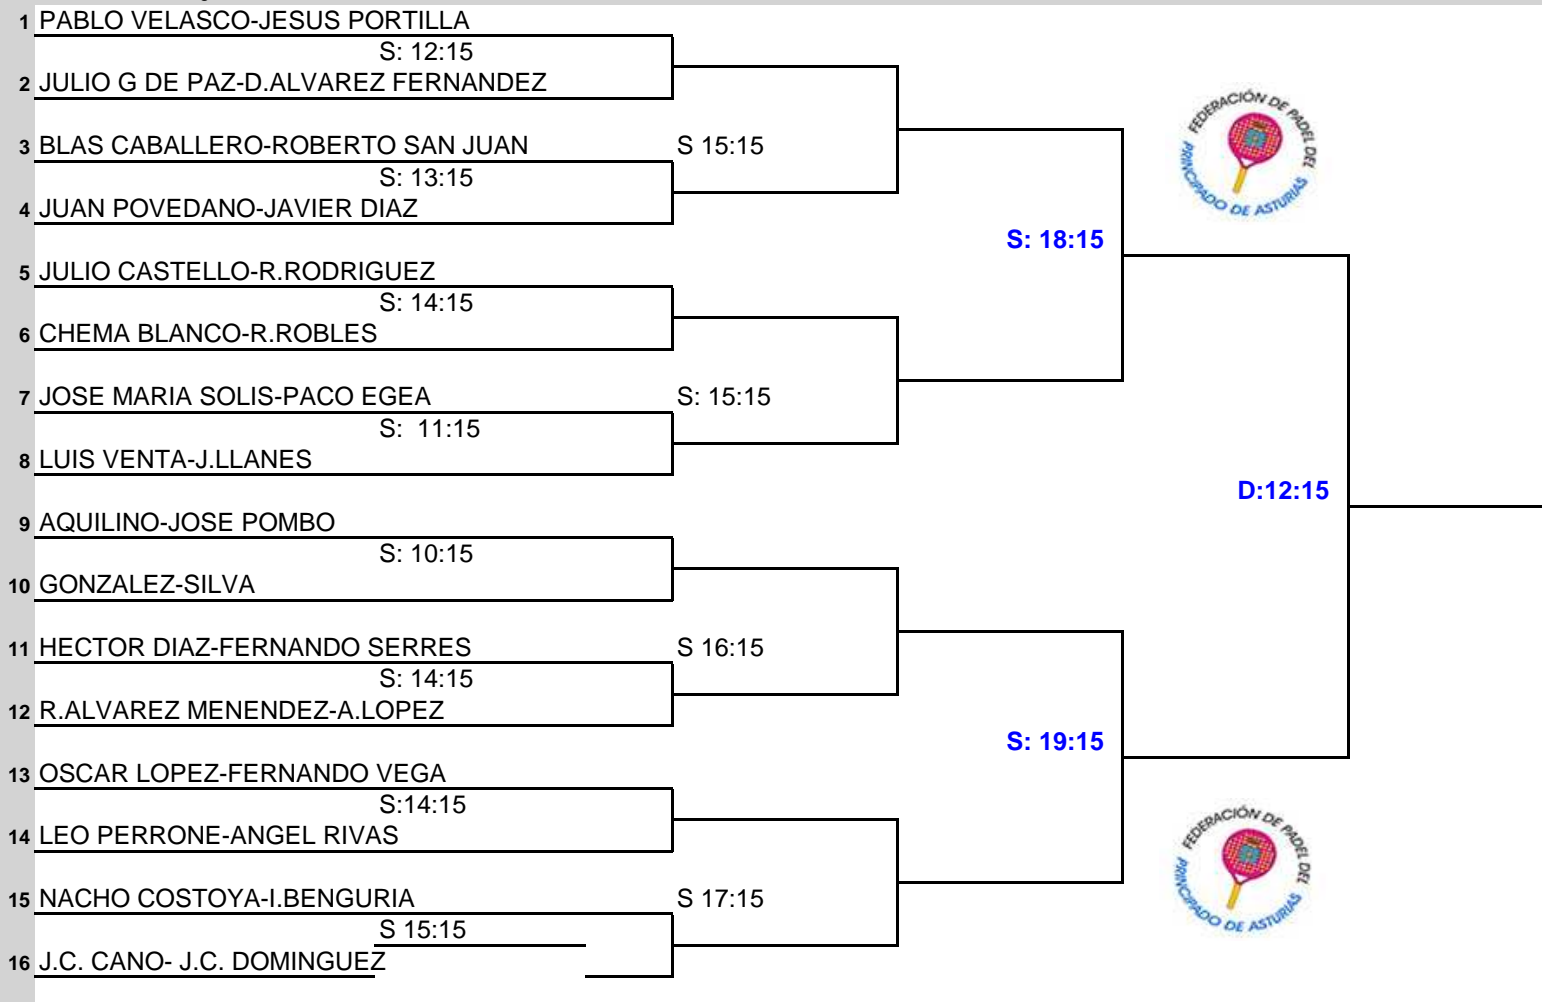 1 PABLO VELASCO-JESUS PORTILLA
S: 12:15
2 JULIO G DE PAZ-D.ALVAREZ FERNANDEZ
FEDERACIÓN DE PADEL DEL
PRINCIPADO DE ASTURIAS
3 BLAS CABALLERO-ROBERTO SAN JUAN S 15:15
S: 13:15
4 JUAN POVEDANO-JAVIER DIAZ
S: 18:15
5 JULIO CASTELLO-R.RODRIGUEZ
S: 14:15
6 CHEMA BLANCO-R.ROBLES
7 JOSE MARIA SOLIS-PACO EGEA S: 15:15
S: 11:15
8 LUIS VENTA-J.LLANES
D:12:15
9 AQUILINO-JOSE POMBO
S: 10:15
10 GONZALEZ-SILVA
11 HECTOR DIAZ-FERNANDO SERRES S 16:15
S: 14:15
12 R.ALVAREZ MENENDEZ-A.LOPEZ
S: 19:15
13 OSCAR LOPEZ-FERNANDO VEGA
S:14:15
14 LEO PERRONE-ANGEL RIVAS
FEDERACIÓN DE PADEL DEL
PRINCIPADO DE ASTURIAS
15 NACHO COSTOYA-I.BENGURIA S 17:15
S 15:15
16 J.C. CANO- J.C. DOMINGUEZ